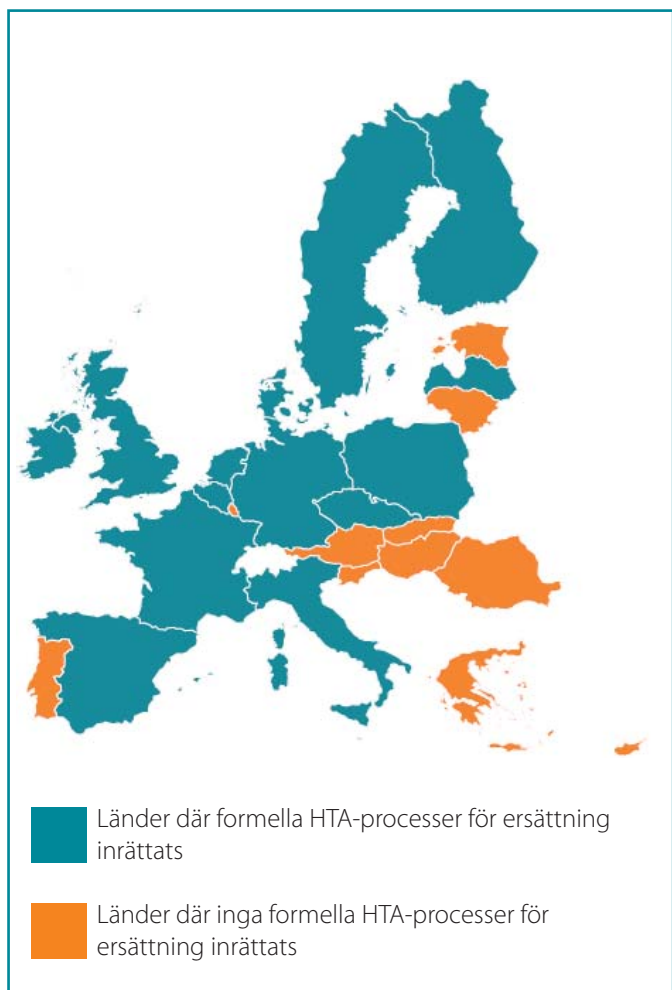 Länder där formella HTA-processer för ersättning
inrättats
Länder där inga formella HTA-processer för
ersättning inrättats